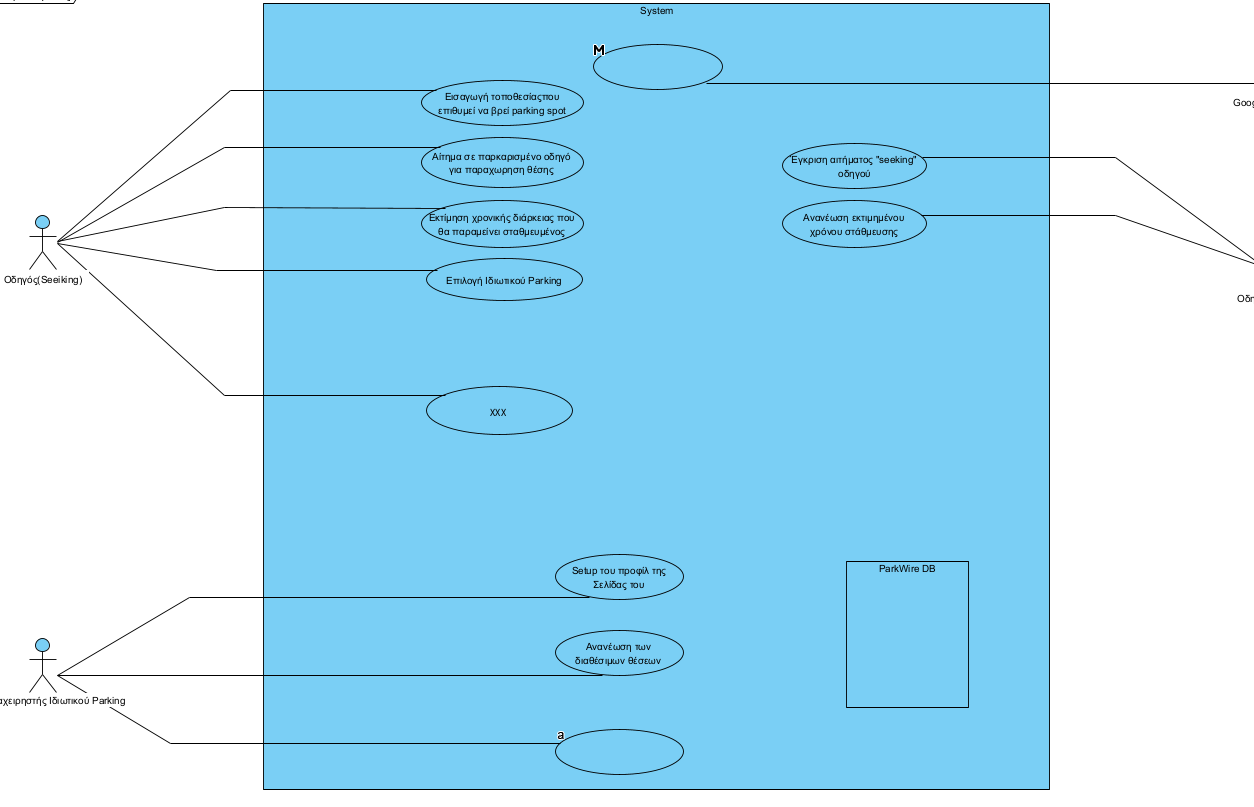 System
M
Εισαγωγή τοποθεσίαςπου
επιθυμεί να βρεί parking spot
Goog
Αίτημα σε παρκαρισμένο οδηγό
για παραχωρηση θέσης
Εγκριση αιτήματος "seeking"
οδηγού
Εκτίμηση χρονικής διάρκειας που
θα παραμείνει σταθμευμένος
Ανανέωση εκτιμημένου
χρόνου στάθμευσης
Οδηγός(Seeiking)
Επιλογή Ιδιωτικού Parking
Οδη
XXX
Setup του προφίλ της
Σελίδας του
ParkWire DB
Ανανέωση των
διαθέσιμων θέσεων
αχειρηστής Ιδιωτικού Parking
a